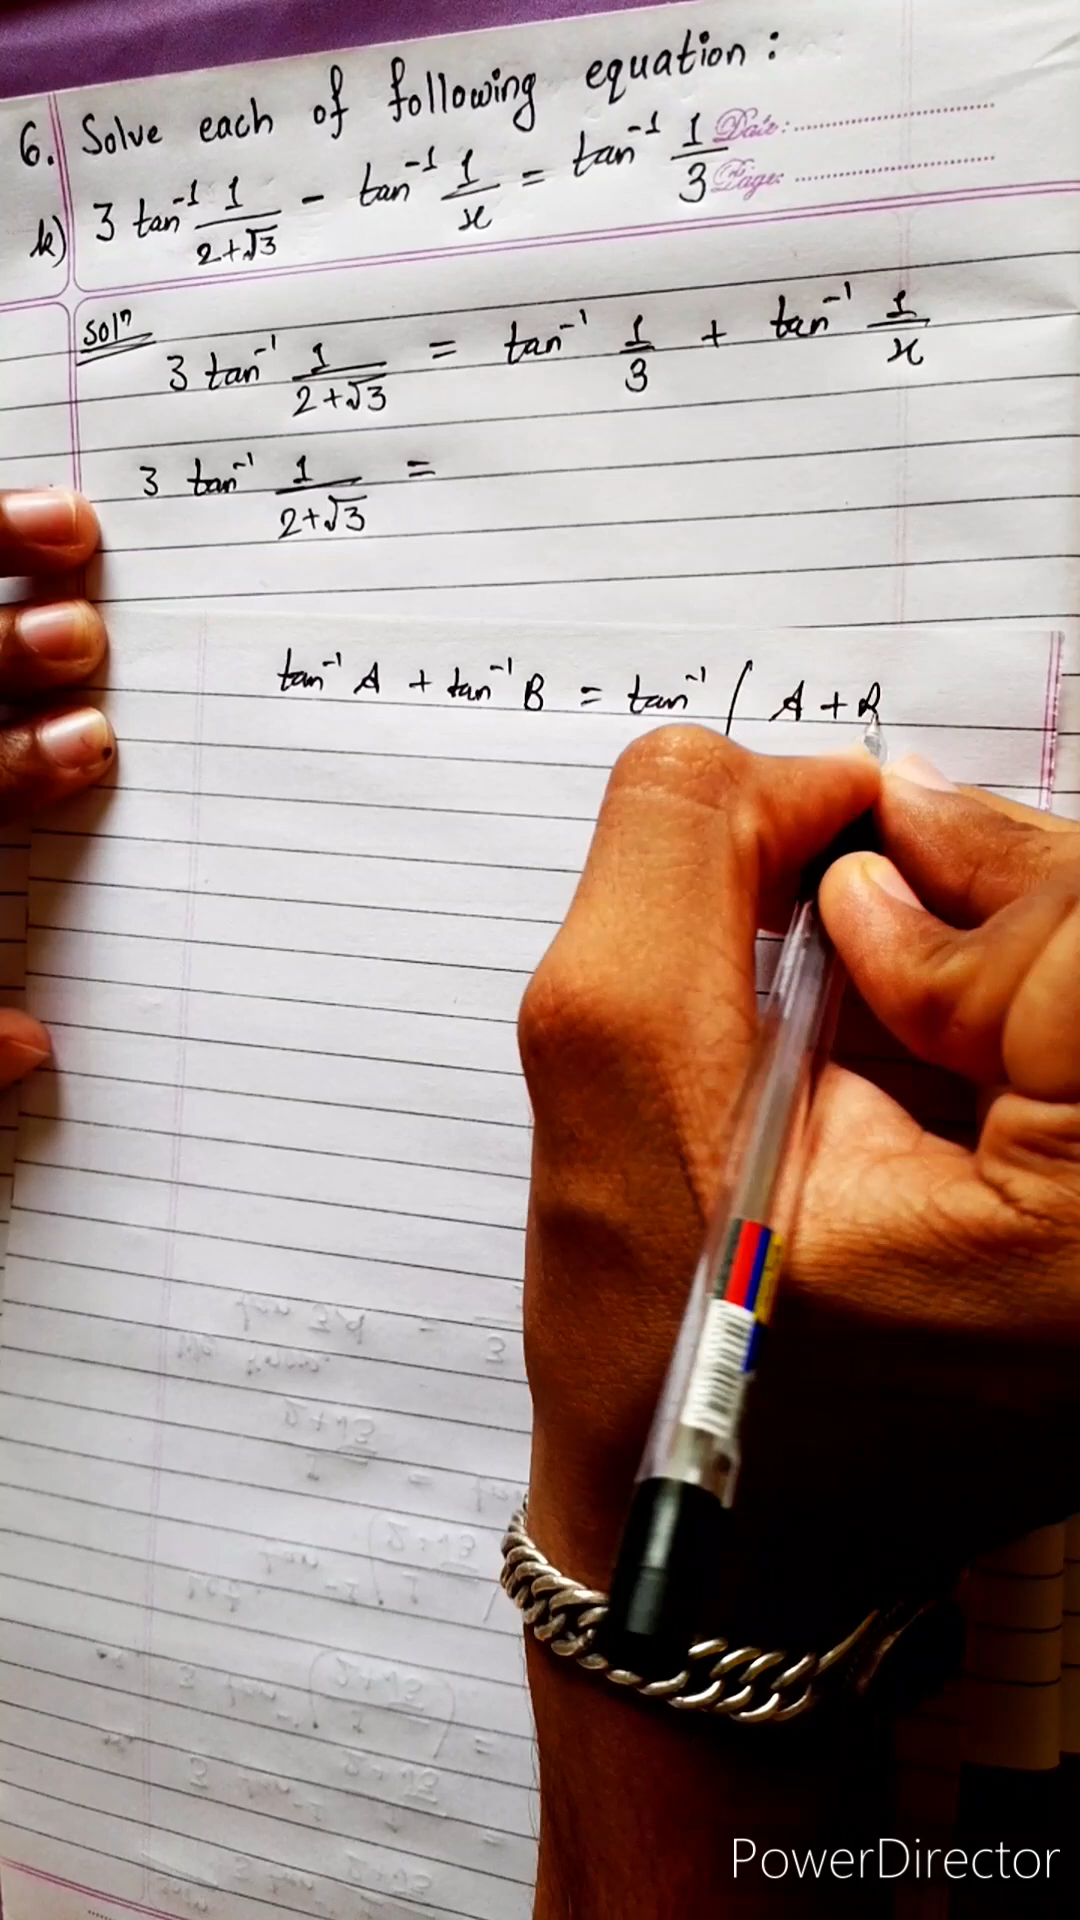 6. Solve each of following equation :
Date:
k) 3 tan⁻¹ 1/(2+√3) - tan⁻¹ 1/x = tan⁻¹ 1/3
Page:
Solⁿ
3 tan⁻¹ 1/(2+√3) = tan⁻¹ 1/3 + tan⁻¹ 1/x
3 tan⁻¹ 1/(2+√3) =
tan⁻¹ A + tan⁻¹ B = tan⁻¹ ( A + B
PowerDirector